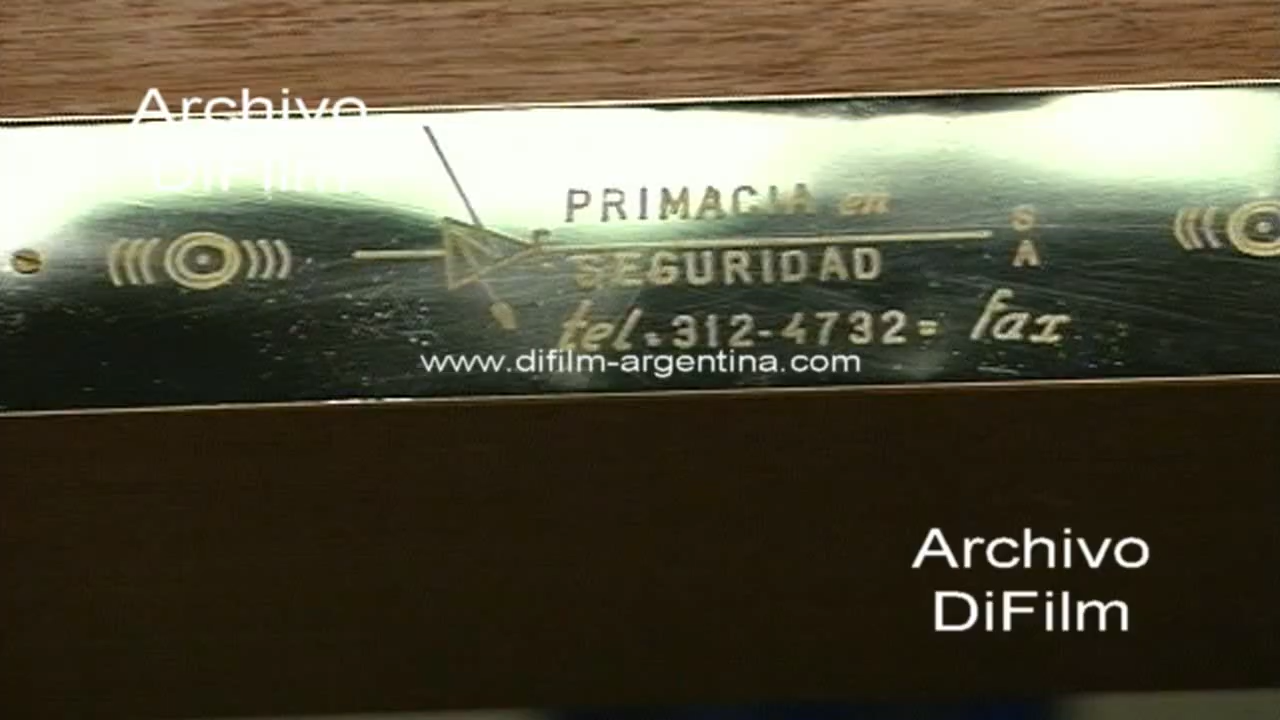 Archivo
DiFilm
PRIMACIA en
SEGURIDAD
S
A
tel.312-4732= fax
www.difilm-argentina.com
Archivo
DiFilm